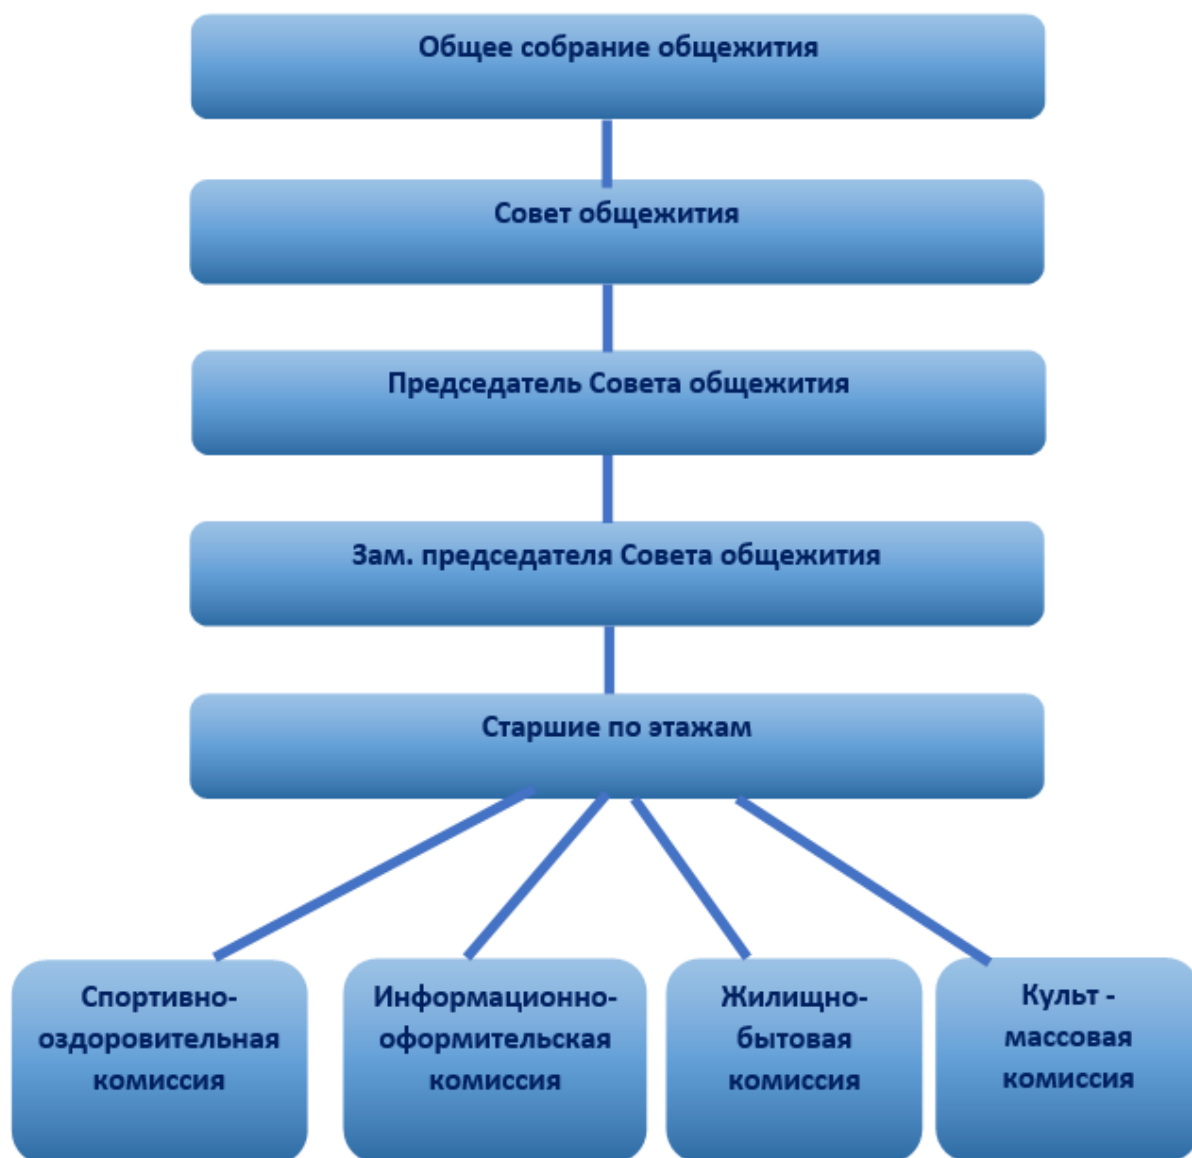 Общее собрание общежития
Совет общежития
Председатель Совета общежития
Зам. председателя Совета общежития
Старшие по этажам
Спортивно-
оздоровительная
комиссия
Информационно-
оформительская
комиссия
Жилищно-
бытовая
комиссия
Культ -
массовая
комиссия